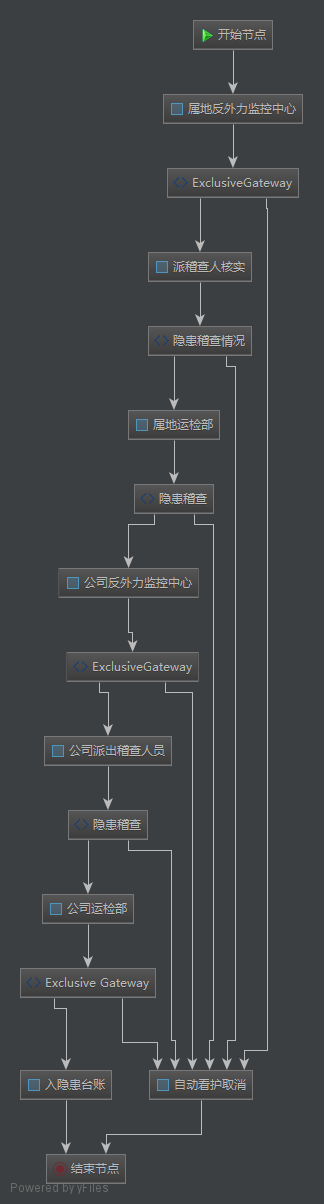 开始节点
属地反外力监控中心
ExclusiveGateway
派稽查人核实
隐患稽查情况
属地运检部
隐患稽查
公司反外力监控中心
ExclusiveGateway
公司派出稽查人员
隐患稽查
公司运检部
Exclusive Gateway
入隐患台账
自动看护取消
结束节点
Powered by yFiles